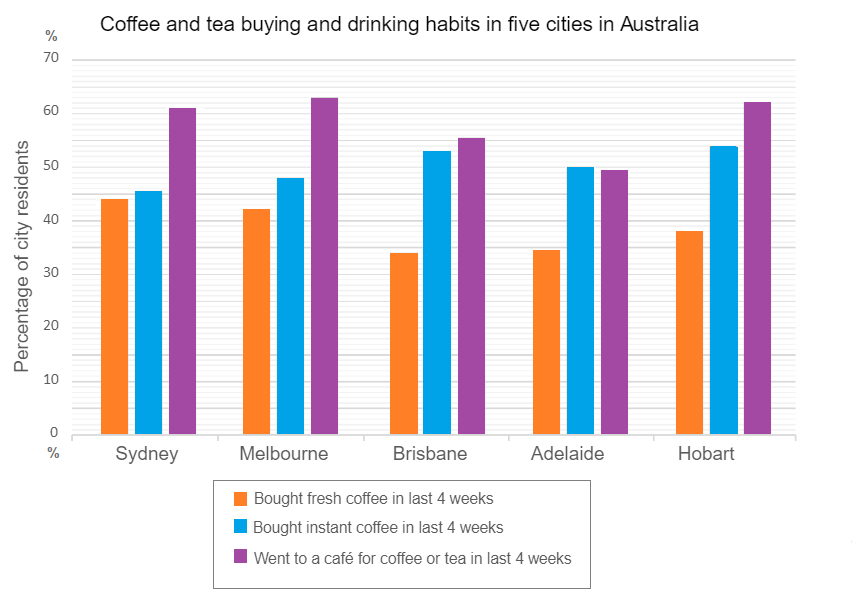 Coffee and tea buying and drinking habits in five cities in Australia
%
70
60
50
40
30
20
10
0
%
Percentage of city residents
Sydney Melbourne Brisbane Adelaide Hobart
Bought fresh coffee in last 4 weeks
Bought instant coffee in last 4 weeks
Went to a café for coffee or tea in last 4 weeks